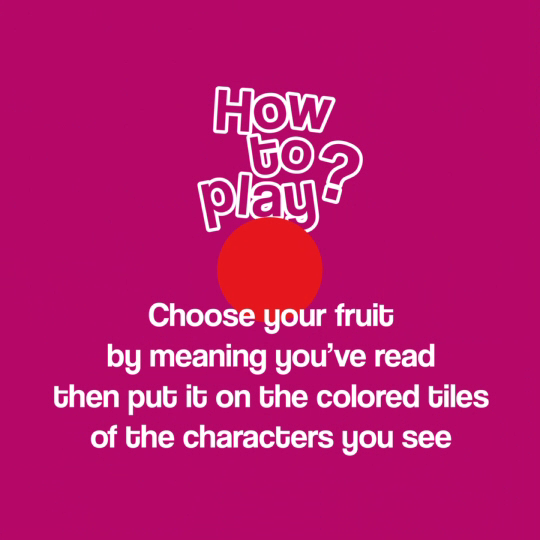 How
to
play?
Choose your fruit
by meaning you've read
then put it on the colored tiles
of the characters you see